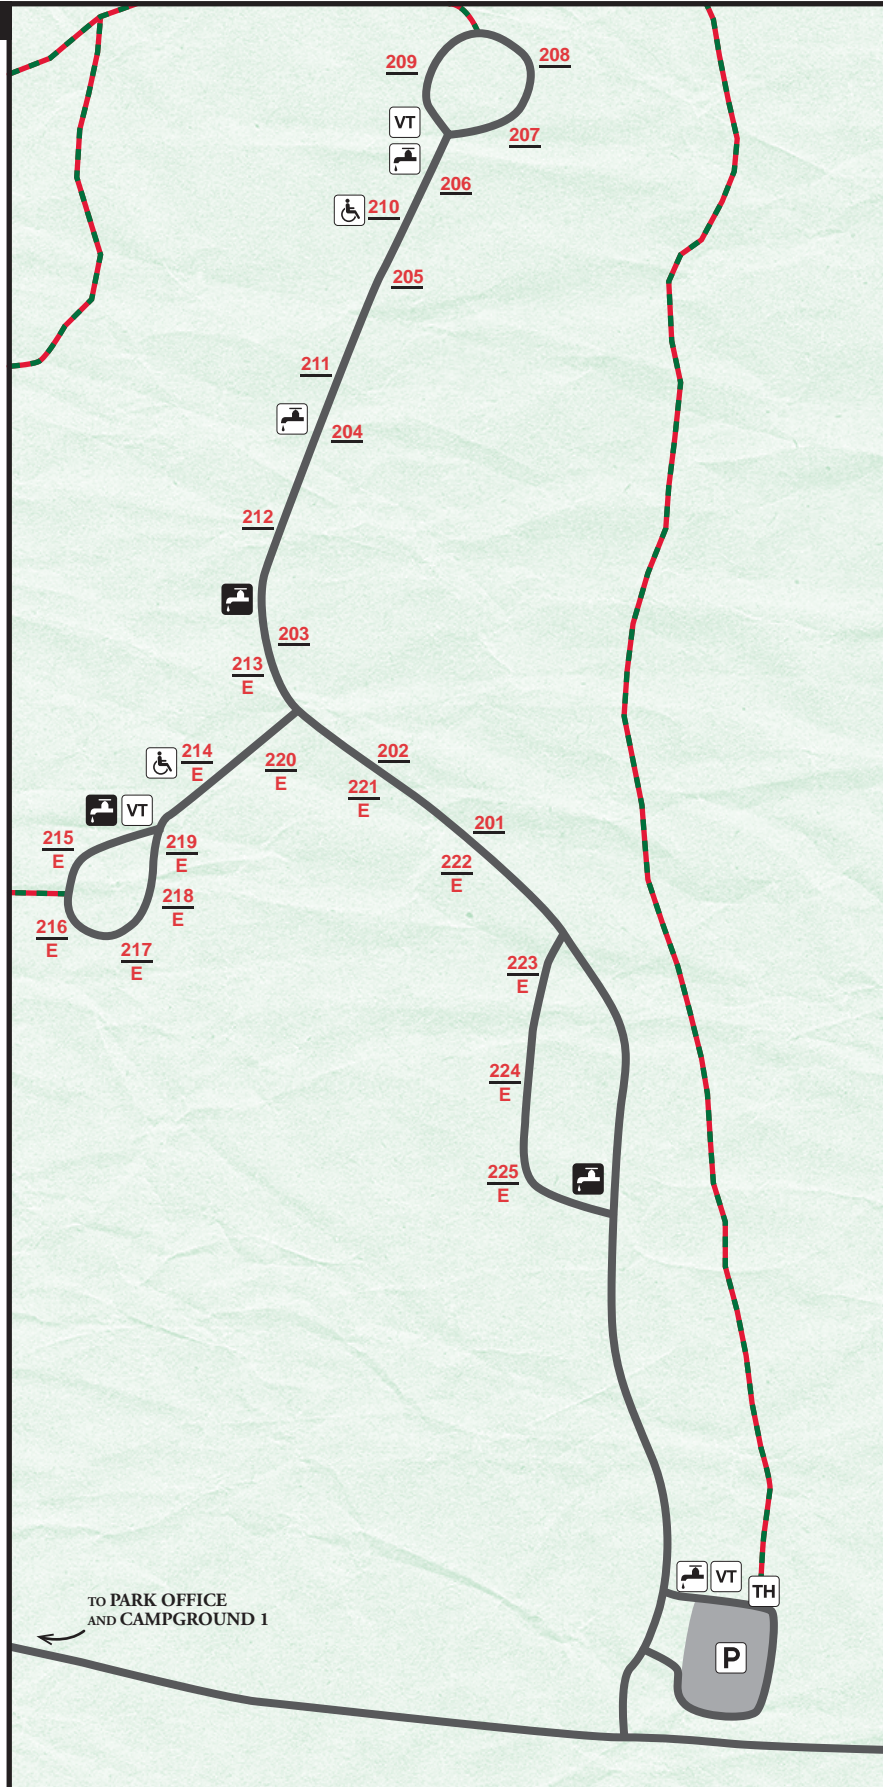 209
208
VT
207
206
210
205
211
204
212
203
213
E
214
E
220
E
202
221
E
VT
201
215
E
219
E
222
E
218
E
216
E
217
E
223
E
224
E
225
E
VT
TH
TO PARK OFFICE
AND CAMPGROUND 1
P